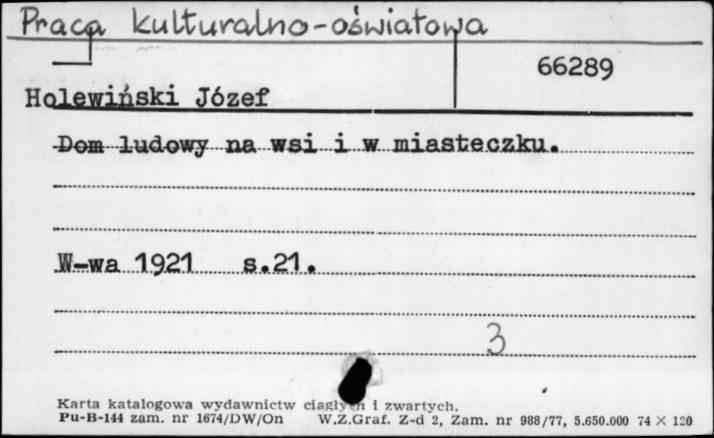 Praca kulturalno-oświatowa
66289
Holewiński Józef
Dom ludowy na wsi i w miasteczku.
W-wa 1921 s.21.
3
Karta katalogowa wydawnictw ciągłych i zwartych.
Pu-B-144 zam. nr 1674/DW/On W.Z.Graf. Z-d 2, Zam. nr 988/77, 5.650.000 74 × 120